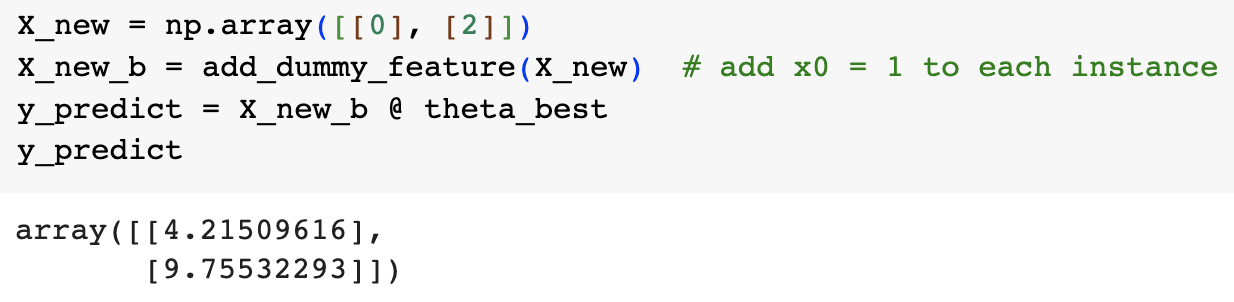 X_new = np.array([[0], [2]])
X_new_b = add_dummy_feature(X_new)  # add x0 = 1 to each instance
y_predict = X_new_b @ theta_best
y_predict
array([[4.21509616],
       [9.75532293]])